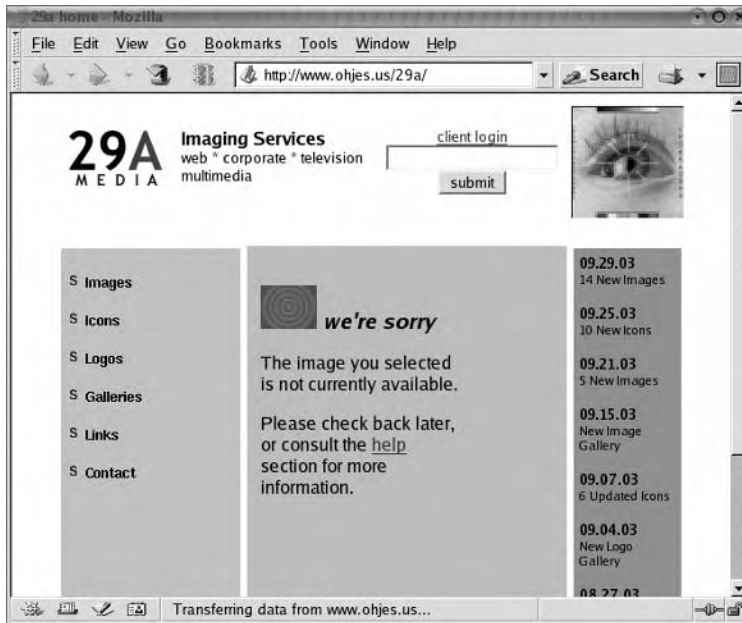 29a home - Mozilla
File Edit View Go Bookmarks Tools Window Help
http://www.ohjes.us/29a/
Search
29A
MEDIA
Imaging Services
web * corporate * television
multimedia
client login
submit
S Images
S Icons
S Logos
S Galleries
S Links
S Contact
we're sorry
The image you selected
is not currently available.
Please check back later,
or consult the help
section for more
information.
09.29.03
14 New Images
09.25.03
10 New Icons
09.21.03
5 New Images
09.15.03
New Image
Gallery
09.07.03
6 Updated Icons
09.04.03
New Logo
Gallery
08.27.03
Transferring data from www.ohjes.us...